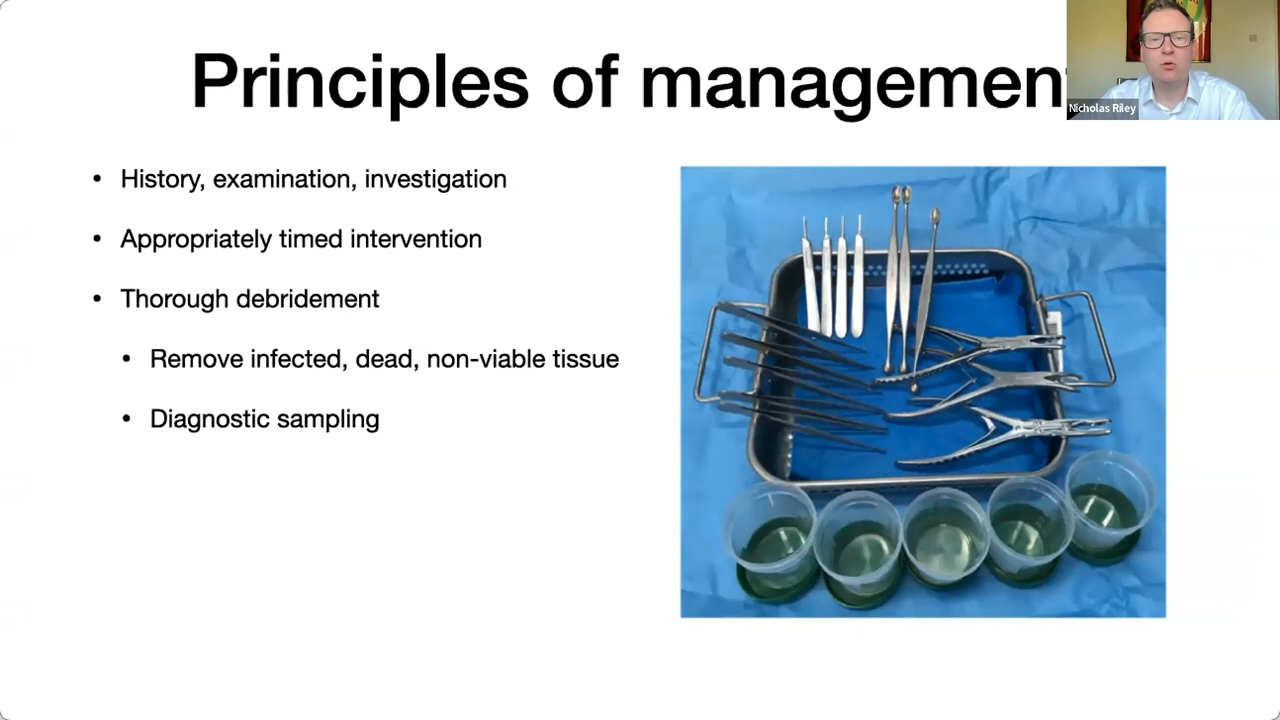 Principles of managemen
Nicholas Riley
• History, examination, investigation
• Appropriately timed intervention
• Thorough debridement
• Remove infected, dead, non-viable tissue
• Diagnostic sampling